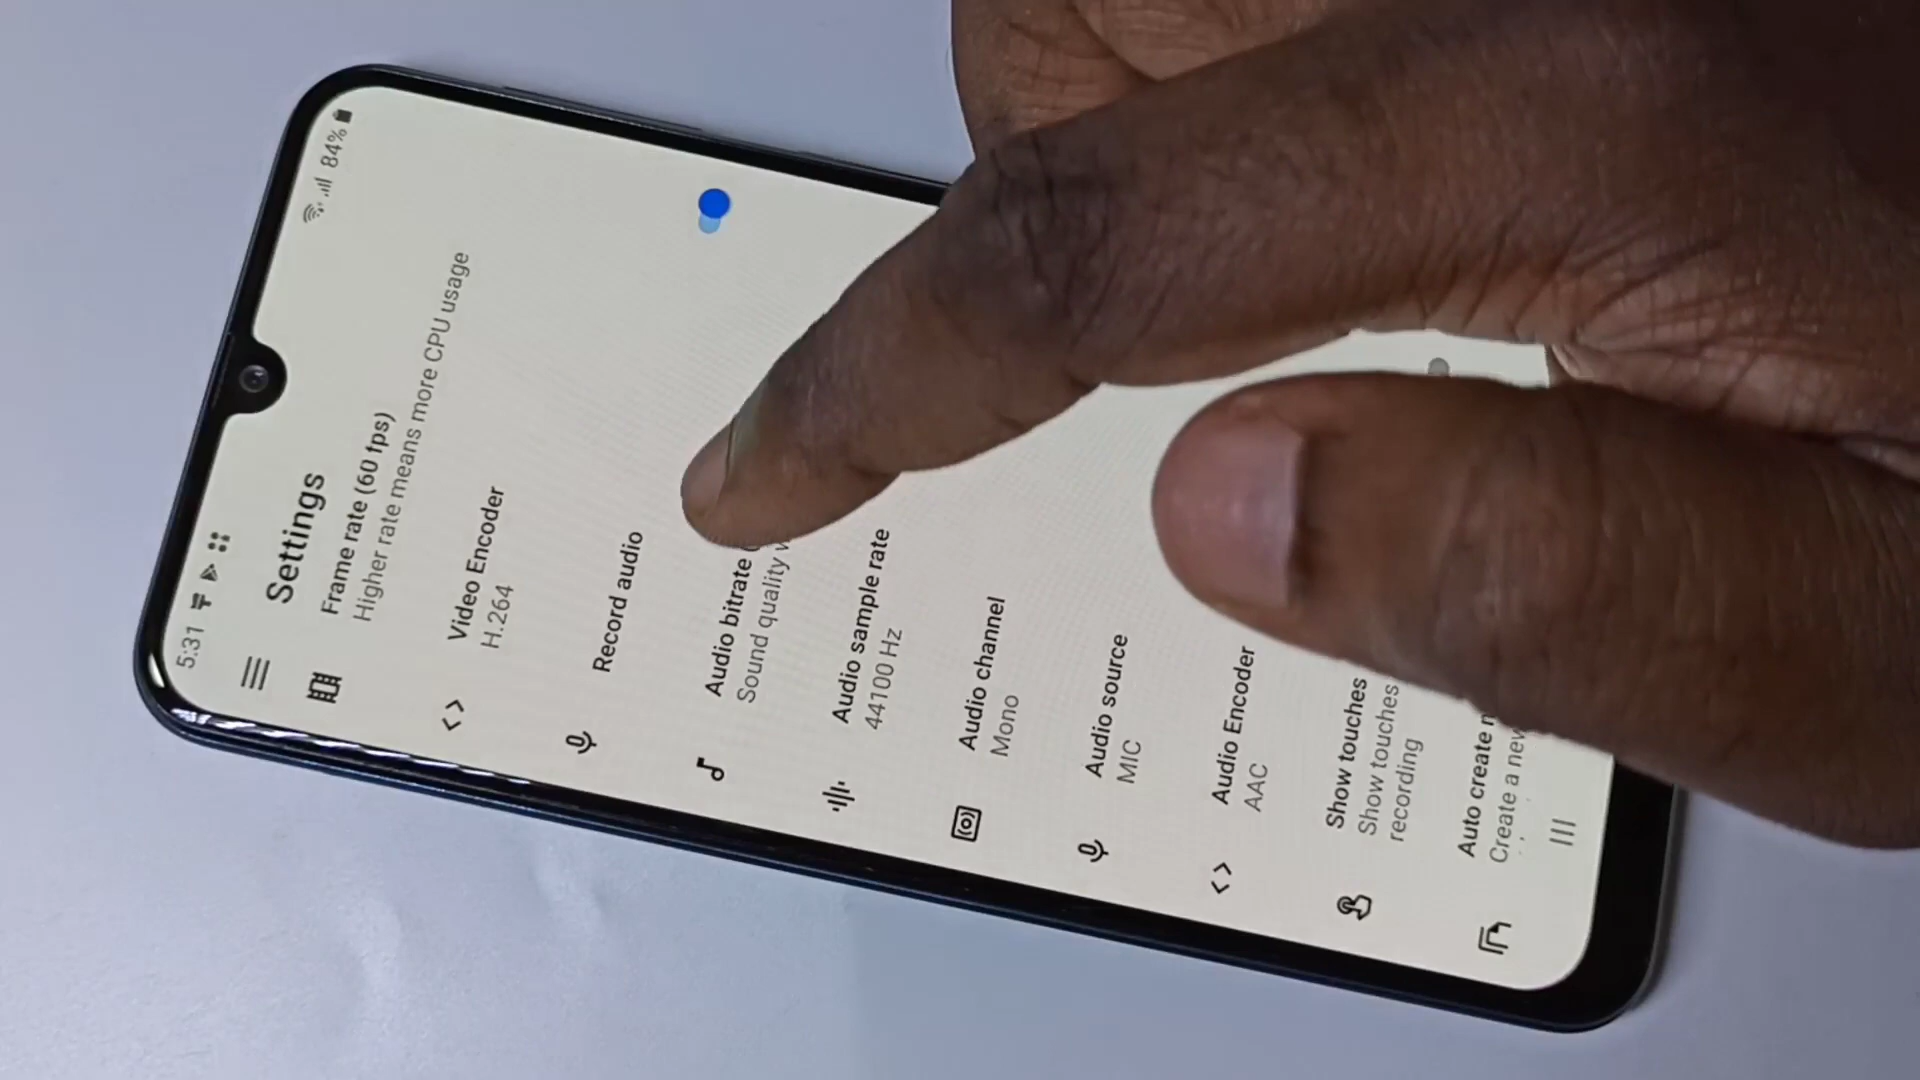 5:31
84%
Settings
Frame rate (60 fps)
Higher rate means more CPU usage
Video Encoder
H.264
Record audio
Audio bitrate
Sound quality
Audio sample rate
44100 Hz
Audio channel
Mono
Audio source
MIC
Audio Encoder
AAC
Show touches
Show touches
recording
Auto create
Create a new